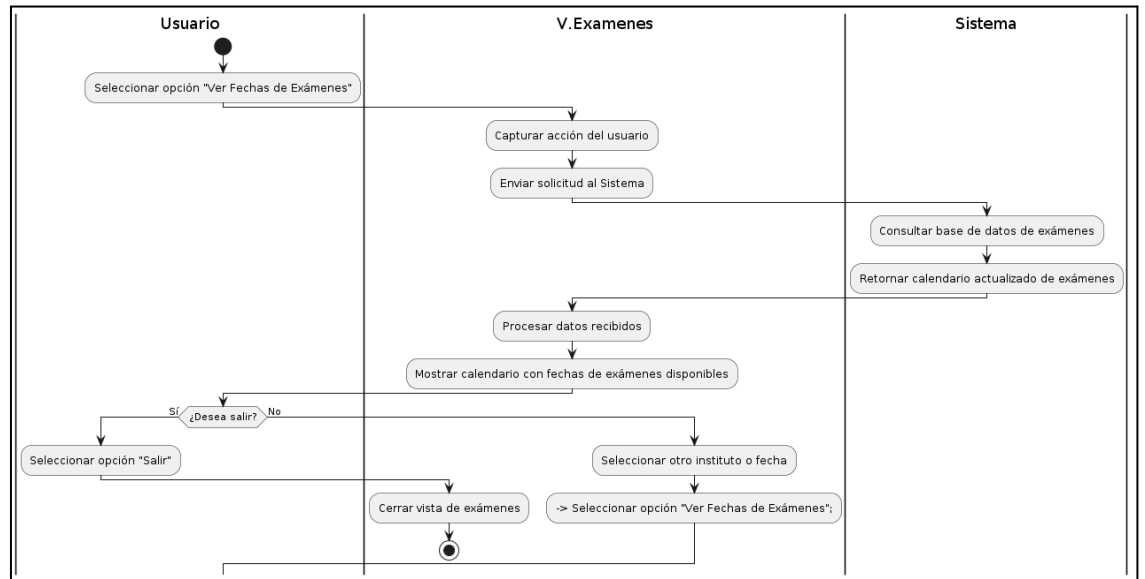 Usuario
V.Examenes
Sistema
Seleccionar opción "Ver Fechas de Exámenes"
Capturar acción del usuario
Enviar solicitud al Sistema
Consultar base de datos de exámenes
Retornar calendario actualizado de exámenes
Procesar datos recibidos
Mostrar calendario con fechas de exámenes disponibles
Sí
¿Desea salir?
No
Seleccionar opción "Salir"
Seleccionar otro instituto o fecha
Cerrar vista de exámenes
-> Seleccionar opción "Ver Fechas de Exámenes";